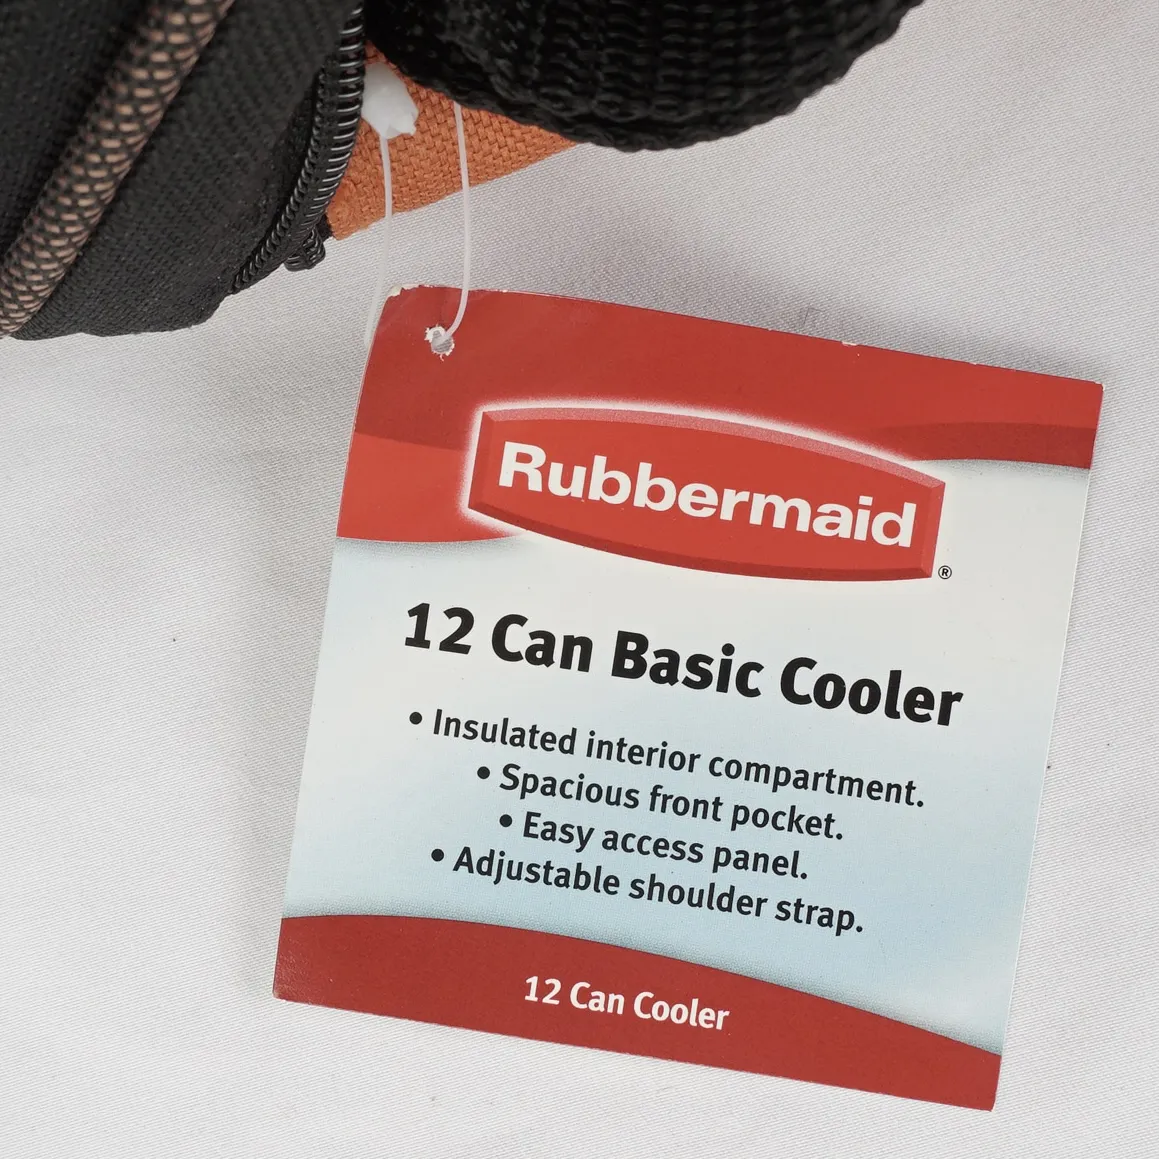 Rubbermaid®
12 Can Basic Cooler
• Insulated interior compartment.
• Spacious front pocket.
• Easy access panel.
• Adjustable shoulder strap.
12 Can Cooler